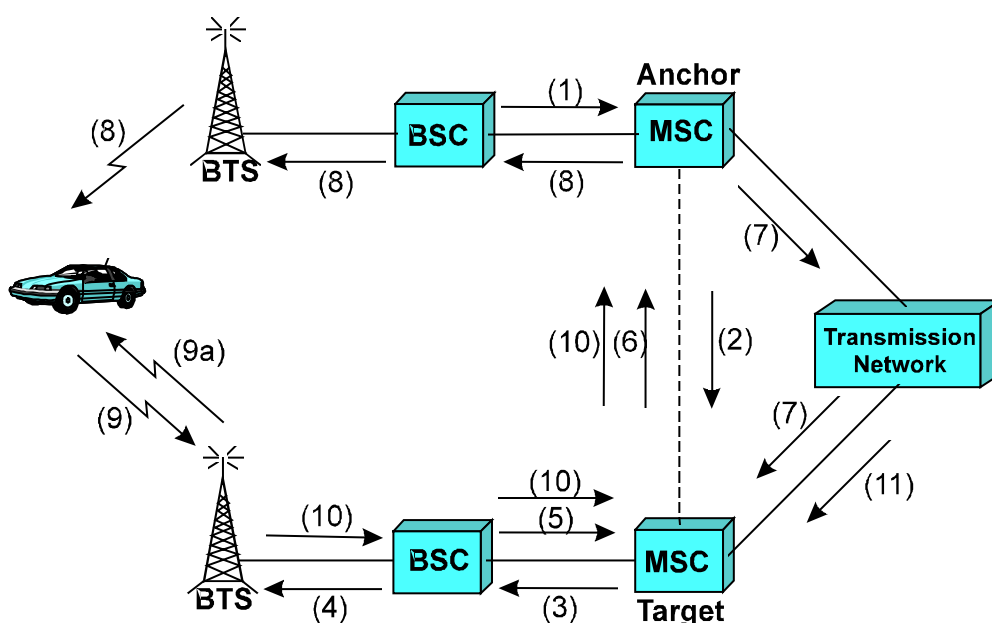 Anchor
(1)
MSC
BSC
(8)
BTS
(8)
(8)
(7)
(9a)
(10)
(6)
(2)
Transmission
Network
(9)
(7)
(11)
(10)
(10)
(5)
BSC
MSC
BTS
(4)
(3)
Target